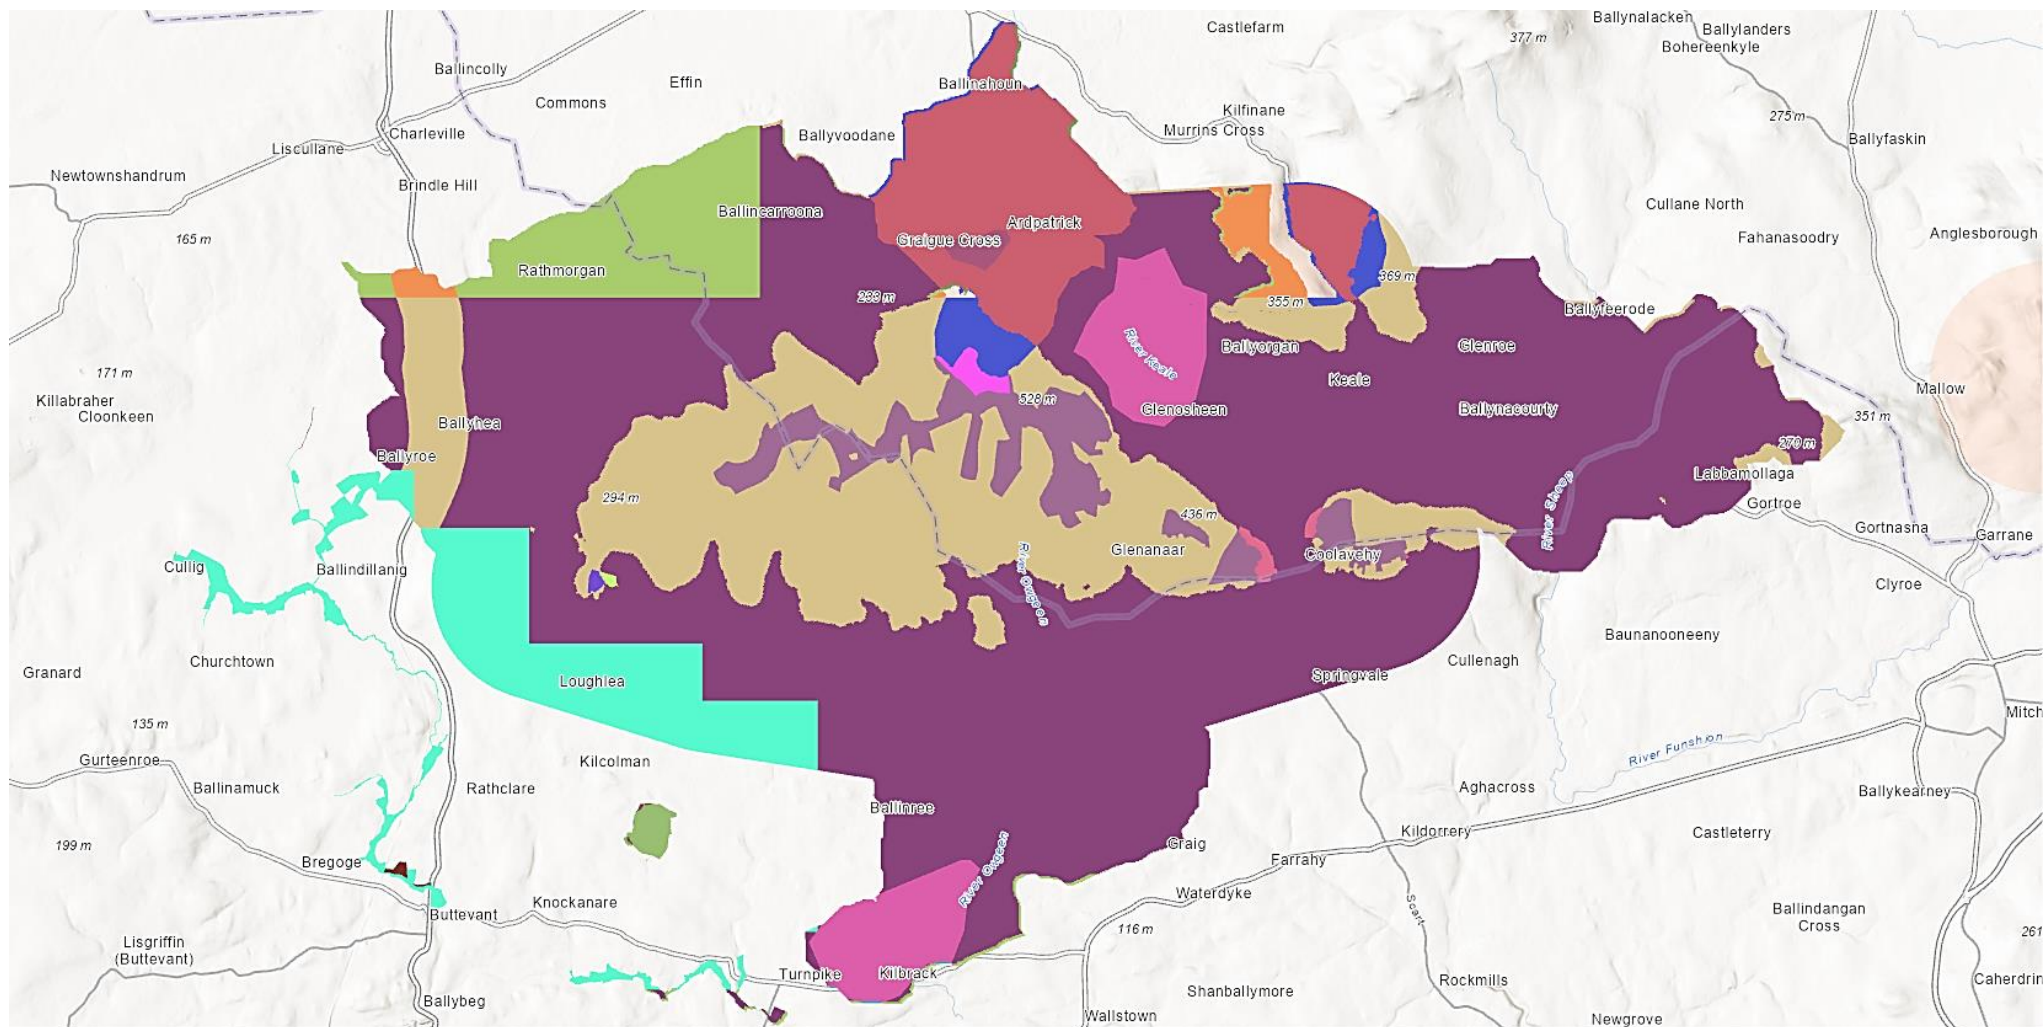 Ballynalacken
Castlefarm
Ballylanders
377 m
Bohereenkyle
Ballincolly
Effin
Ballinahoun
Commons
Kilfinane
275 m
Charleville
Ballyvoodane
Murrins Cross
Ballyfaskin
Liscullane
Newtownshandrum
Brindle Hill
Cullane North
Ballincarroona
Ardpatrick
165 m
Graigue Cross
Fahanasoodry
Anglesborough
Rathmorgan
369 m
355 m
Ballyfeerode
River Keale
Ballyorgan
Glenroe
171 m
Keale
Mallow
Killabraher
528 m
Cloonkeen
Glenosheen
Ballynacourty
351 m
Ballyhea
270 m
Ballyroe
Labbamollaga
294 m
Gortroe
436 m
River Sheep
Gortnasna
Garrane
Glenanaar
Coolavehy
Cullig
Ballindillanig
River Owgeen
Clyroe
Baunanooneeny
Churchtown
Cullenagh
Granard
Loughlea
Springvale
Mitch
135 m
River Funshion
Gurteenroe
Kilcolman
Ballinamuck
Rathclare
Aghacross
Ballykearney
Ballinree
Kildorrery
Castleterry
199 m
Graig
Bregoge
Farrahy
River Owgeen
Waterdyke
Knockanare
Scart
Buttevant
Ballindangan
Cross
116 m
261
Lisgriffin
(Buttevant)
Turnpike
Kilbrack
Rockmills
Caherdrin
Shanballymore
Ballybeg
Wallstown
Newgrove